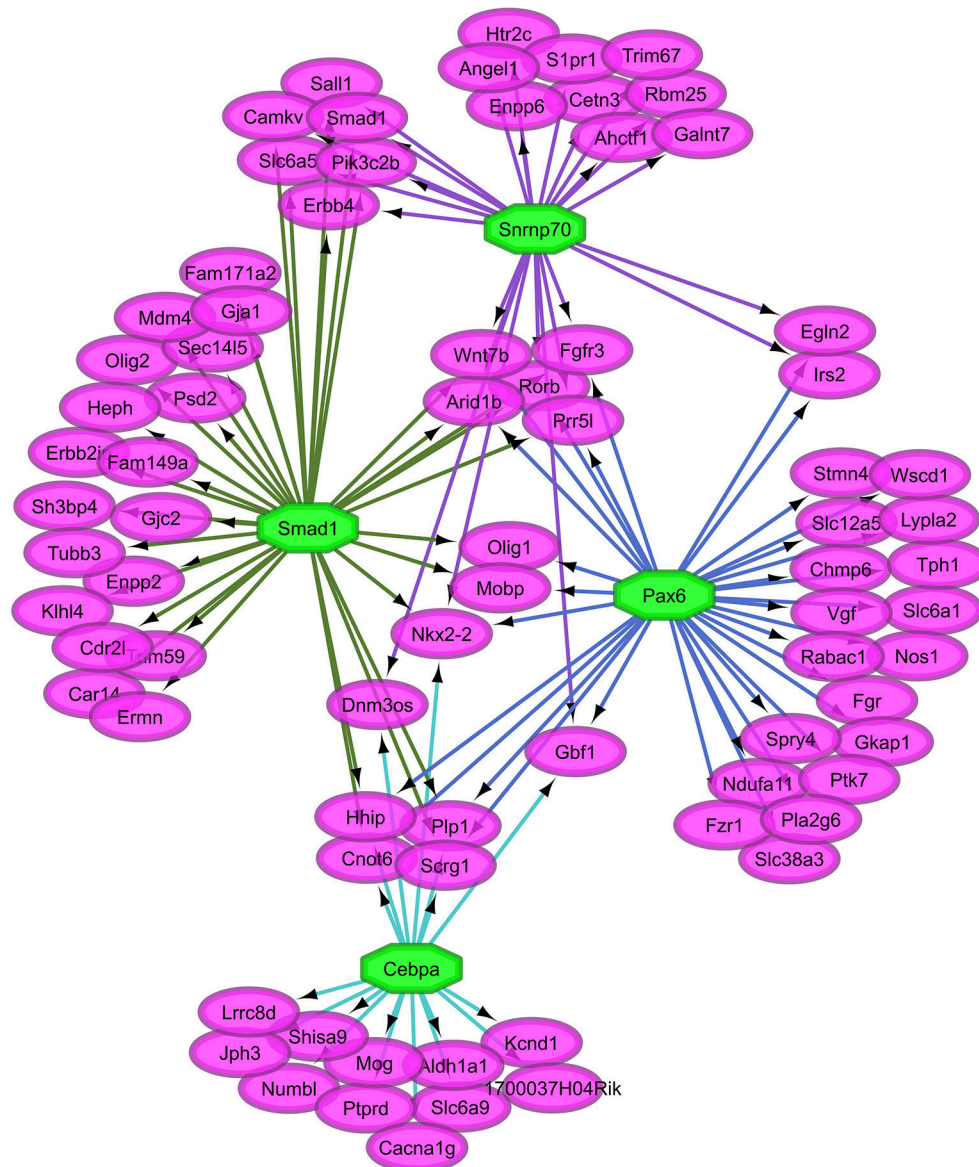 Htr2c
S1pr1
Trim67
Angel1
Sall1
Enpp6
Cetn3
Rbm25
Camkv
Smad1
Ahctf1
Galnt7
Slc6a5
Pik3c2b
Erbb4
Snrnp70
Fam171a2
Mdm4
Gja1
Egln2
Olig2
Sec14l5
Wnt7b
Fgfr3
Irs2
Heph
Psd2
Rorb
Arid1b
Prr5l
Fam149a
Stmn4
Wscd1
Sh3bp4
Gjc2
Smad1
Slc12a5
Lypla2
Tubb3
Olig1
Enpp2
Mobp
Pax6
Chmp6
Tph1
Klhl4
Nkx2-2
Vgf
Slc6a1
Cdr2l
Trim59
Rabac1
Nos1
Car14
Ermn
Dnm3os
Fgr
Gbf1
Spry4
Gkap1
Ndufa11
Ptk7
Hhip
Plp1
Fzr1
Pla2g6
Cnot6
Scrg1
Slc38a3
Cebpa
Lrrc8d
Shisa9
Kcnd1
Jph3
Mog
Aldh1a1
Numbl
1700037H04Rik
Ptprd
Slc6a9
Cacna1g